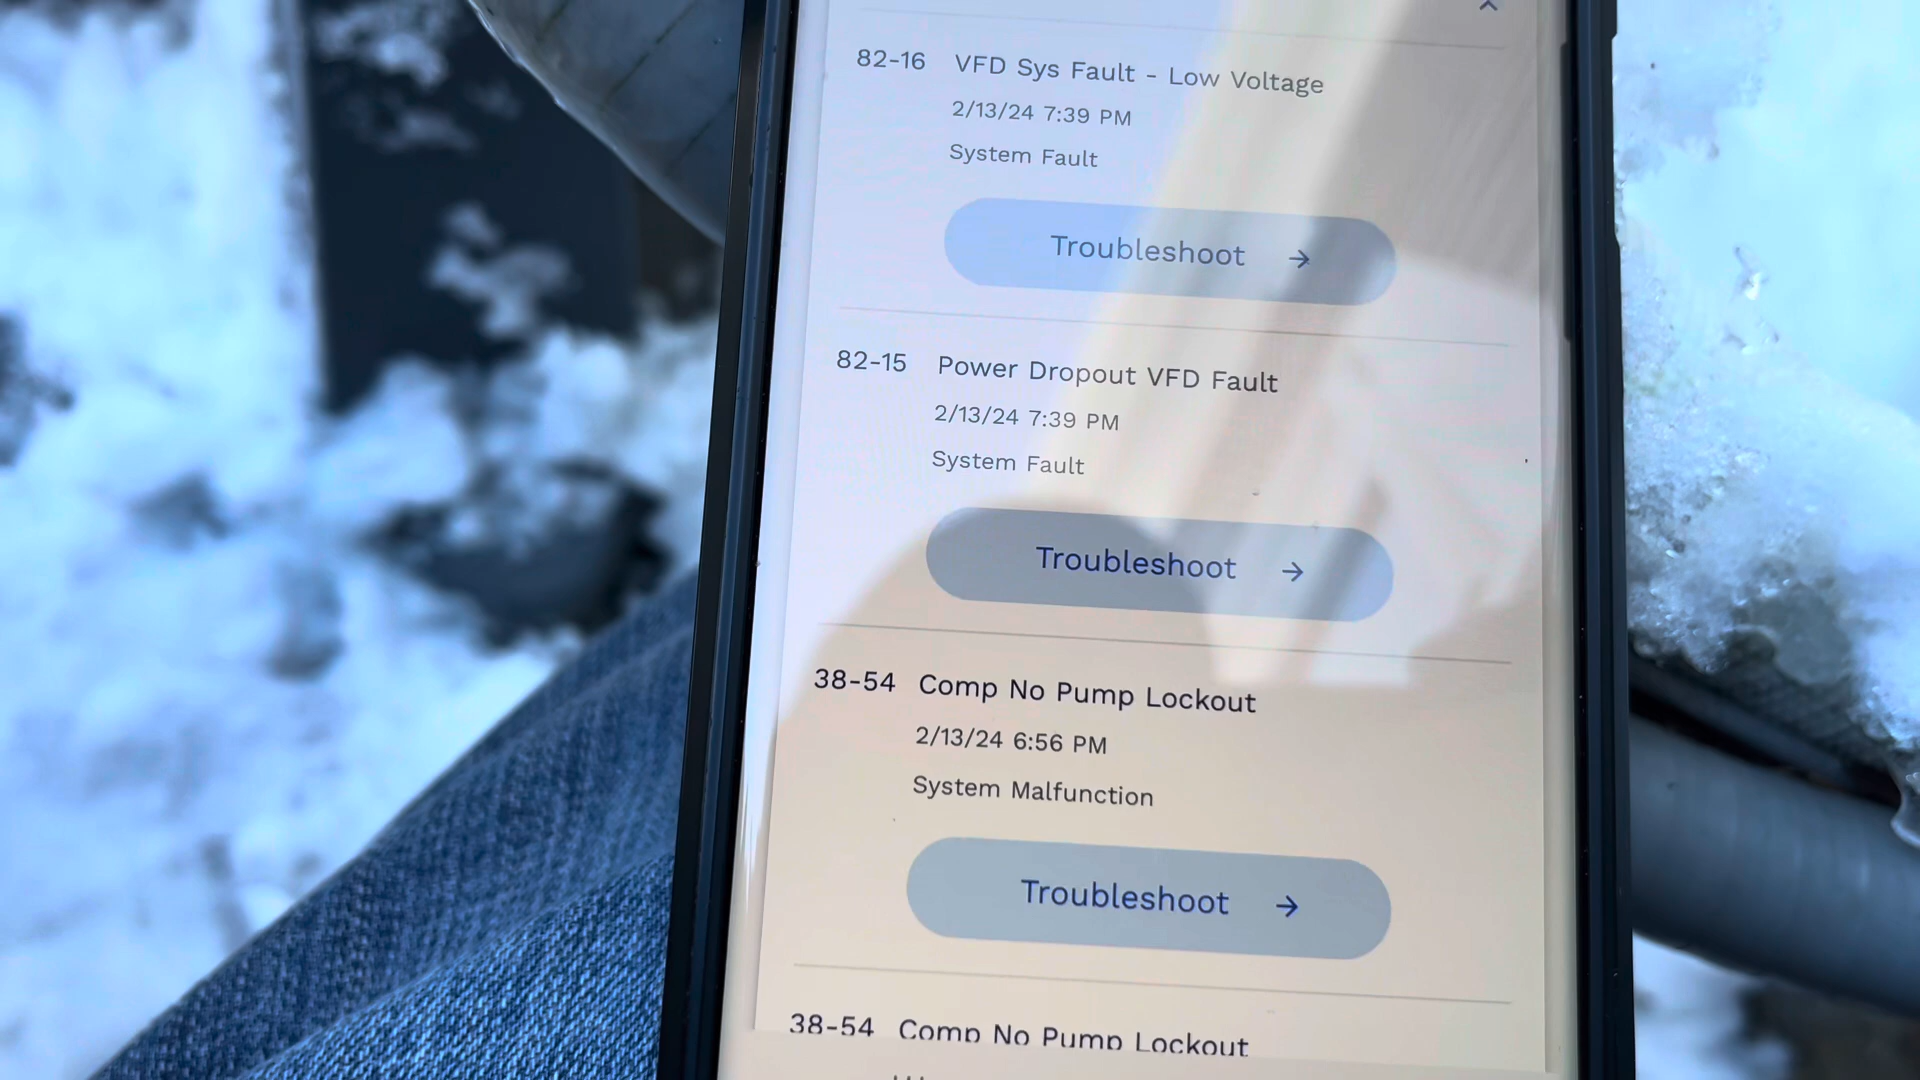 82-16 VFD Sys Fault - Low Voltage
2/13/24 7:39 PM
System Fault
Troubleshoot →
82-15 Power Dropout VFD Fault
2/13/24 7:39 PM
System Fault
Troubleshoot →
38-54 Comp No Pump Lockout
2/13/24 6:56 PM
System Malfunction
Troubleshoot →
38-54 Comp No Pump Lockout